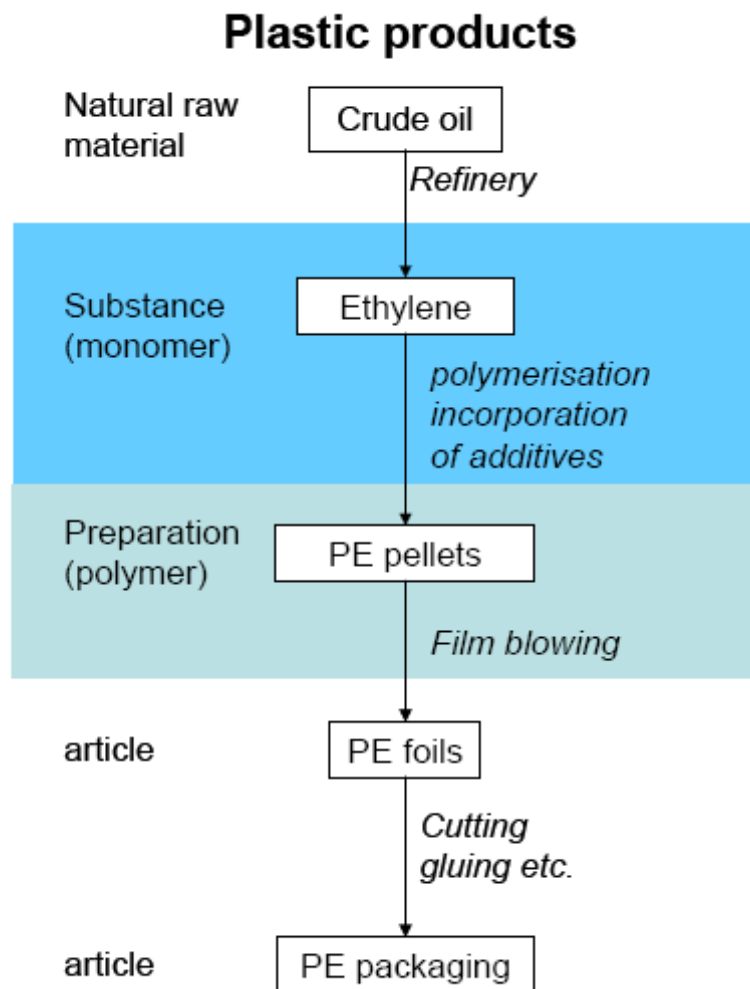 Plastic products
Natural raw
material
Crude oil
Refinery
Substance
(monomer)
Ethylene
polymerisation
incorporation
of additives
Preparation
(polymer)
PE pellets
Film blowing
article
PE foils
Cutting
gluing etc.
article
PE packaging